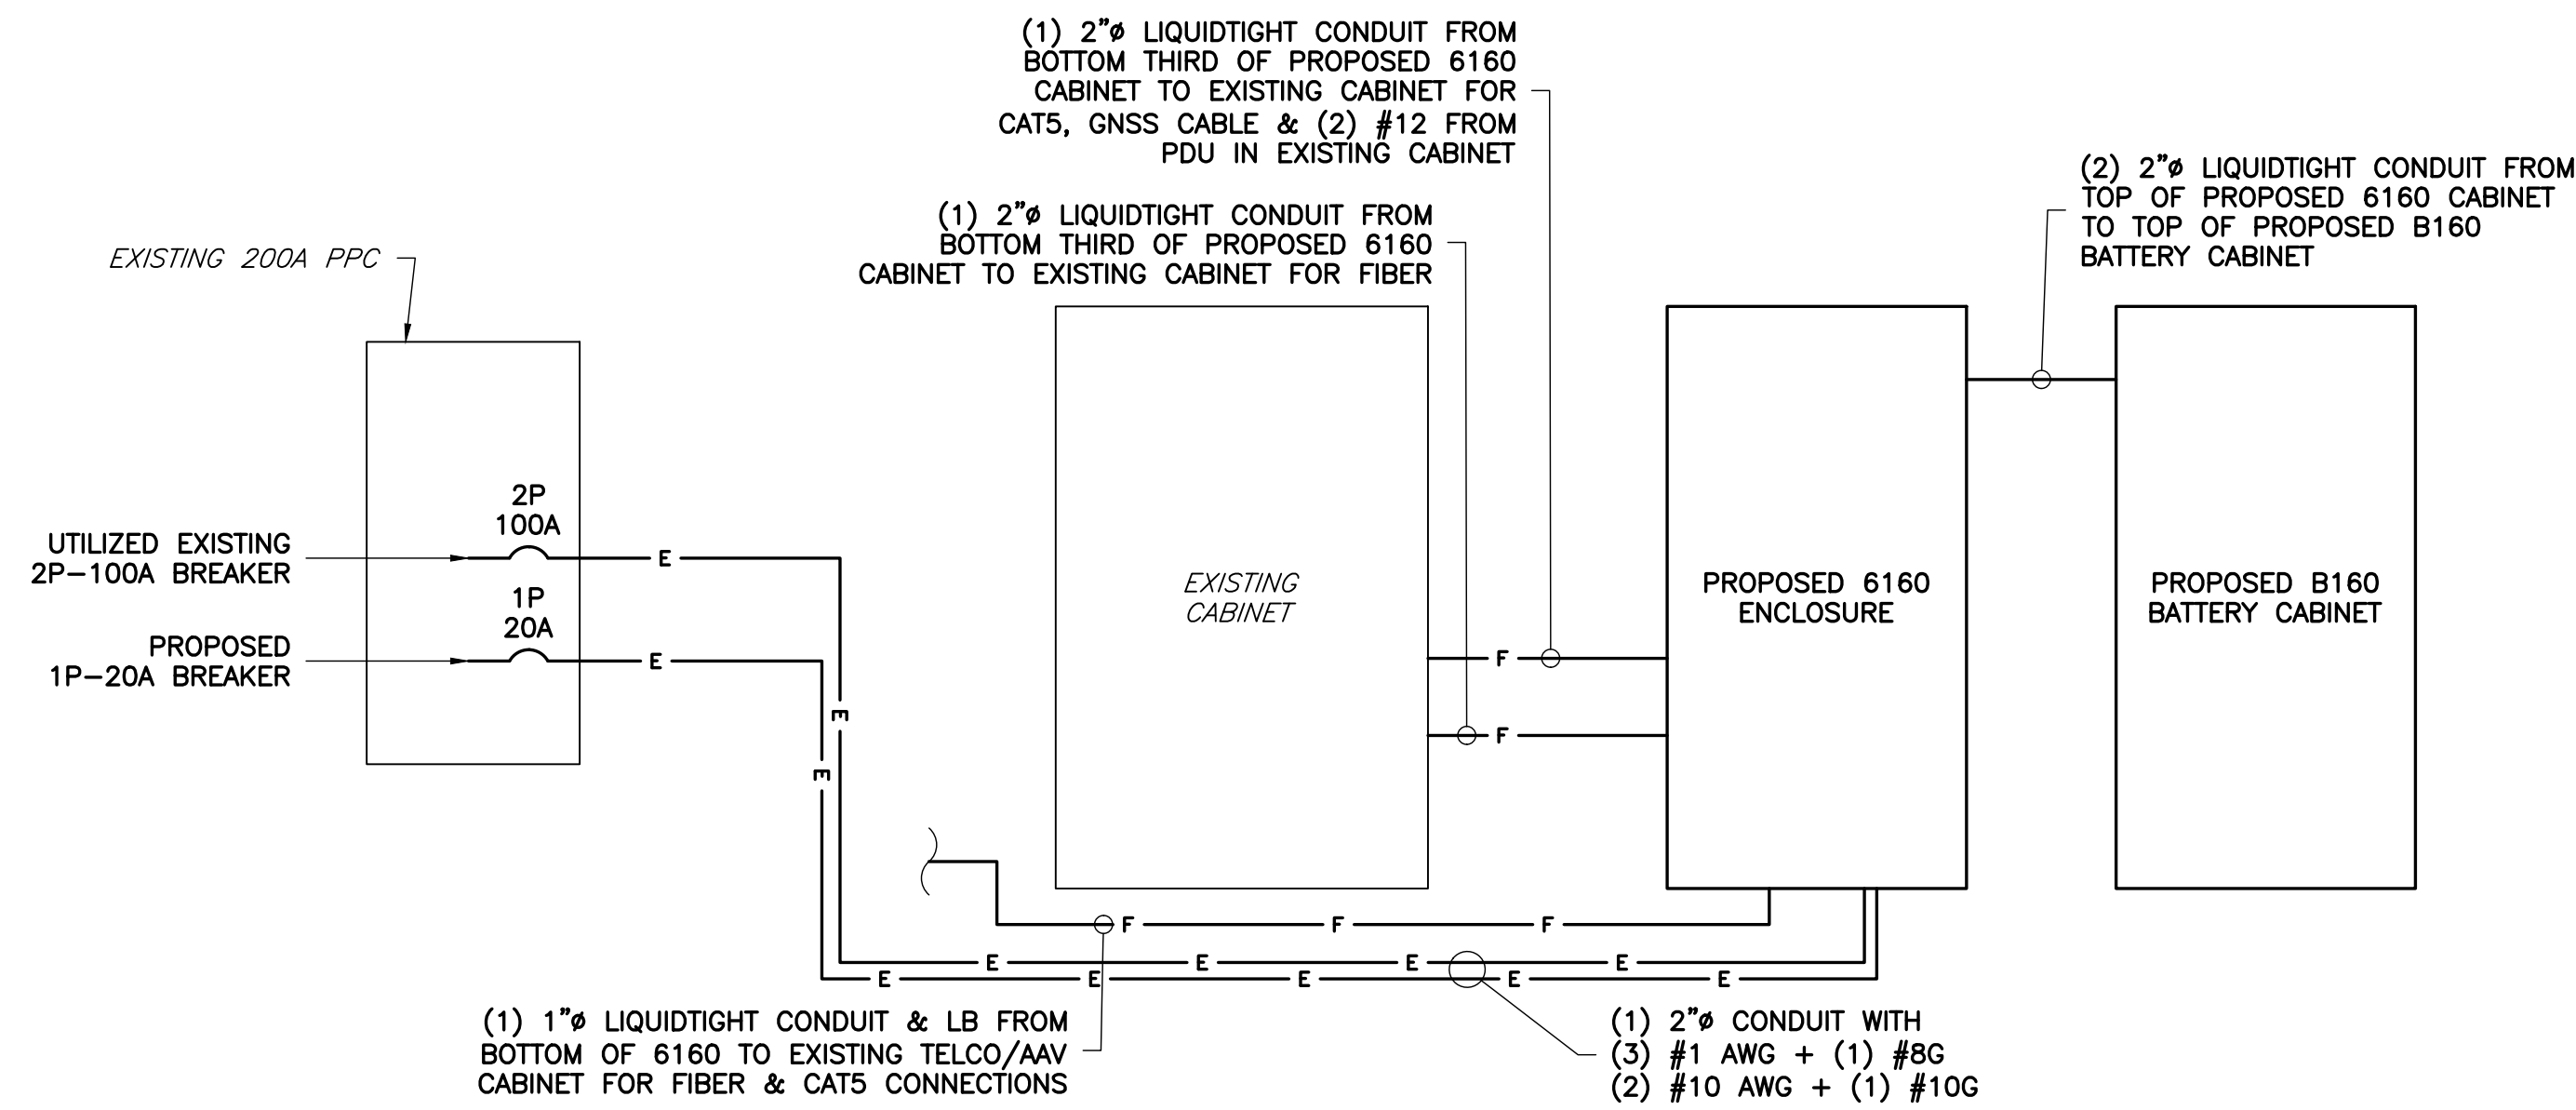 (1) 2"ø LIQUIDTIGHT CONDUIT FROM
BOTTOM THIRD OF PROPOSED 6160
CABINET TO EXISTING CABINET FOR
CAT5, GNSS CABLE & (2) #12 FROM
PDU IN EXISTING CABINET
(2) 2"ø LIQUIDTIGHT CONDUIT FROM
TOP OF PROPOSED 6160 CABINET
TO TOP OF PROPOSED B160
BATTERY CABINET
(1) 2"ø LIQUIDTIGHT CONDUIT FROM
BOTTOM THIRD OF PROPOSED 6160
CABINET TO EXISTING CABINET FOR FIBER
EXISTING 200A PPC
2P
100A
UTILIZED EXISTING
2P-100A BREAKER
E
1P
20A
PROPOSED
1P-20A BREAKER
E
E
E
EXISTING
CABINET
PROPOSED 6160
ENCLOSURE
PROPOSED B160
BATTERY CABINET
F
F
F F F
E E E E
E E E E E
(1) 1"ø LIQUIDTIGHT CONDUIT & LB FROM
BOTTOM OF 6160 TO EXISTING TELCO/AAV
CABINET FOR FIBER & CAT5 CONNECTIONS
(1) 2"ø CONDUIT WITH
(3) #1 AWG + (1) #8G
(2) #10 AWG + (1) #10G